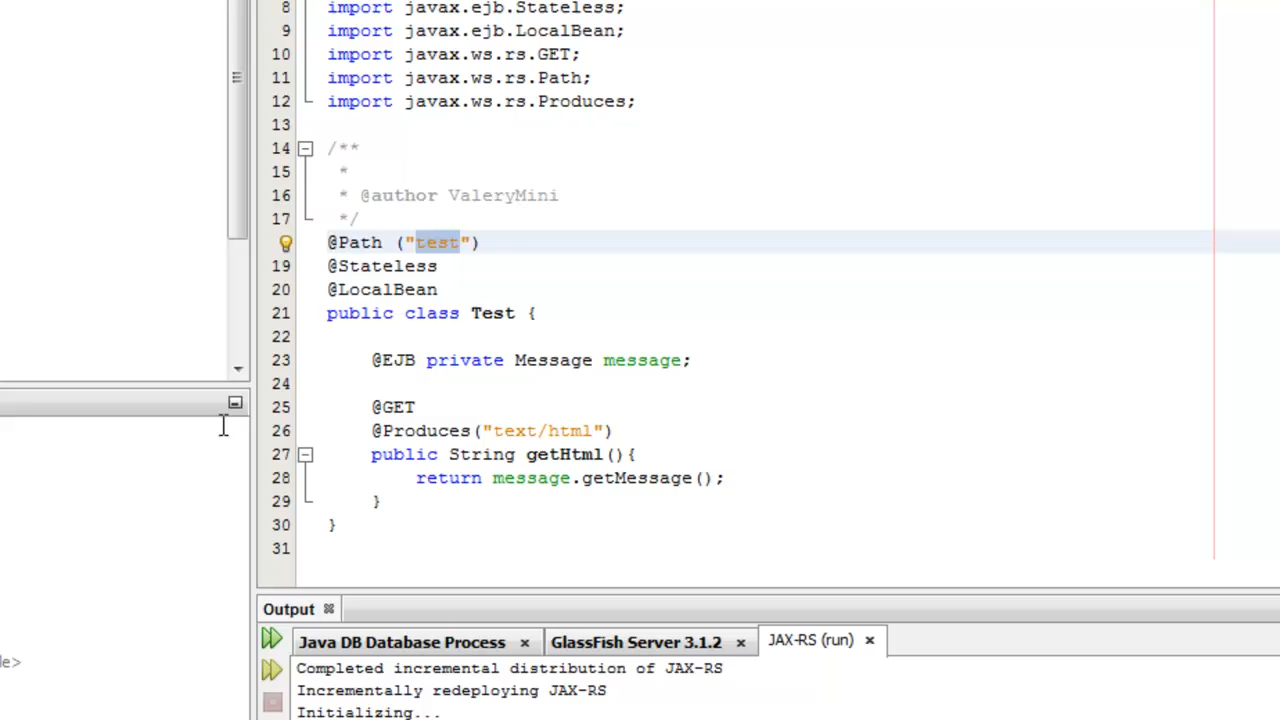 8 import javax.ejb.Stateless;
9 import javax.ejb.LocalBean;
10 import javax.ws.rs.GET;
11 import javax.ws.rs.Path;
12 import javax.ws.rs.Produces;
13
14 /**
15 *
16 * @author ValeryMini
17 */
@Path ("test")
19 @Stateless
20 @LocalBean
21 public class Test {
22
23 @EJB private Message message;
24
25 @GET
26 @Produces("text/html")
27 public String getHtml(){
28 return message.getMessage();
29 }
30 }
31
Output
Java DB Database Process GlassFish Server 3.1.2 JAX-RS (run)
de>
Completed incremental distribution of JAX-RS
Incrementally redeploying JAX-RS
Initializing...